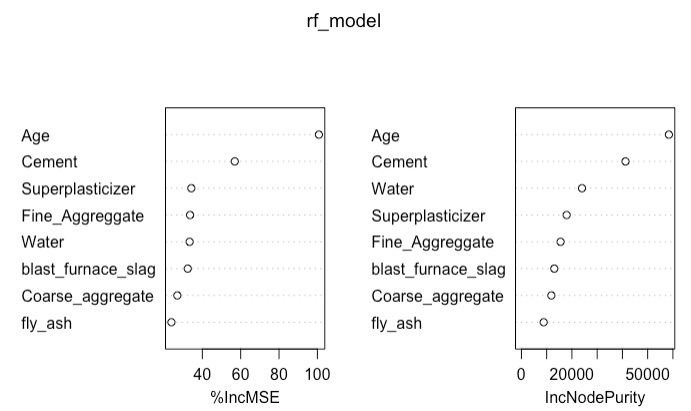 rf_model
Age
Cement
Superplasticizer
Fine_Aggreggate
Water
blast_furnace_slag
Coarse_aggregate
fly_ash
40 60 80 100
%IncMSE
Age
Cement
Water
Superplasticizer
Fine_Aggreggate
blast_furnace_slag
Coarse_aggregate
fly_ash
0 20000 50000
IncNodePurity